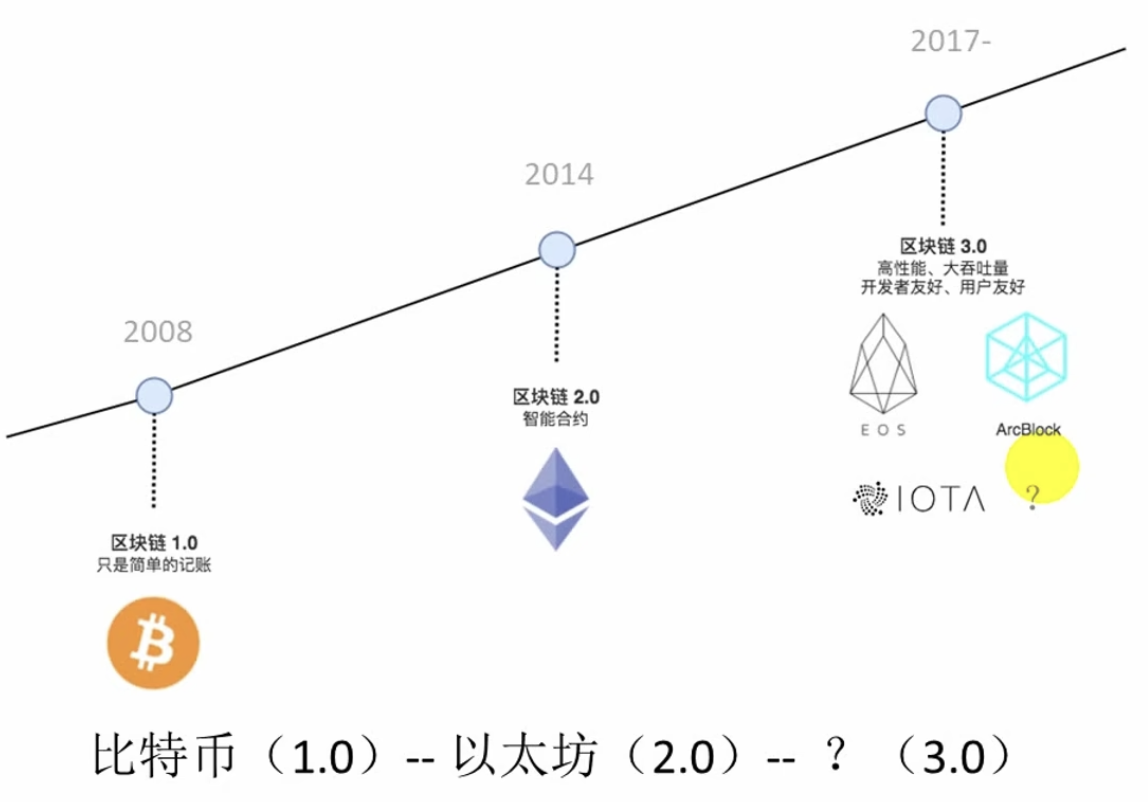 2008
区块链 1.0
只是简单的记账
2014
区块链 2.0
智能合约
2017-
区块链 3.0
高性能、大吞吐量
开发者友好、用户友好
EOS
ArcBlock
IOTA
?
比特币（1.0）-- 以太坊（2.0）-- ？（3.0）